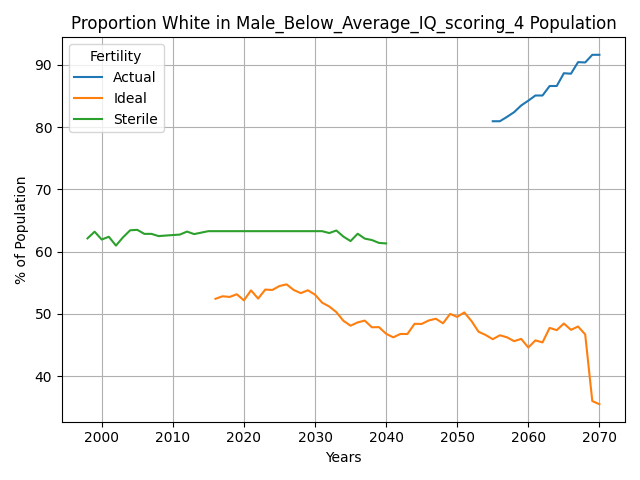 Proportion White in Male_Below_Average_IQ_scoring_4 Population
Fertility
Actual
Ideal
Sterile
% of Population
90
80
70
60
50
40
2000 2010 2020 2030 2040 2050 2060 2070
Years